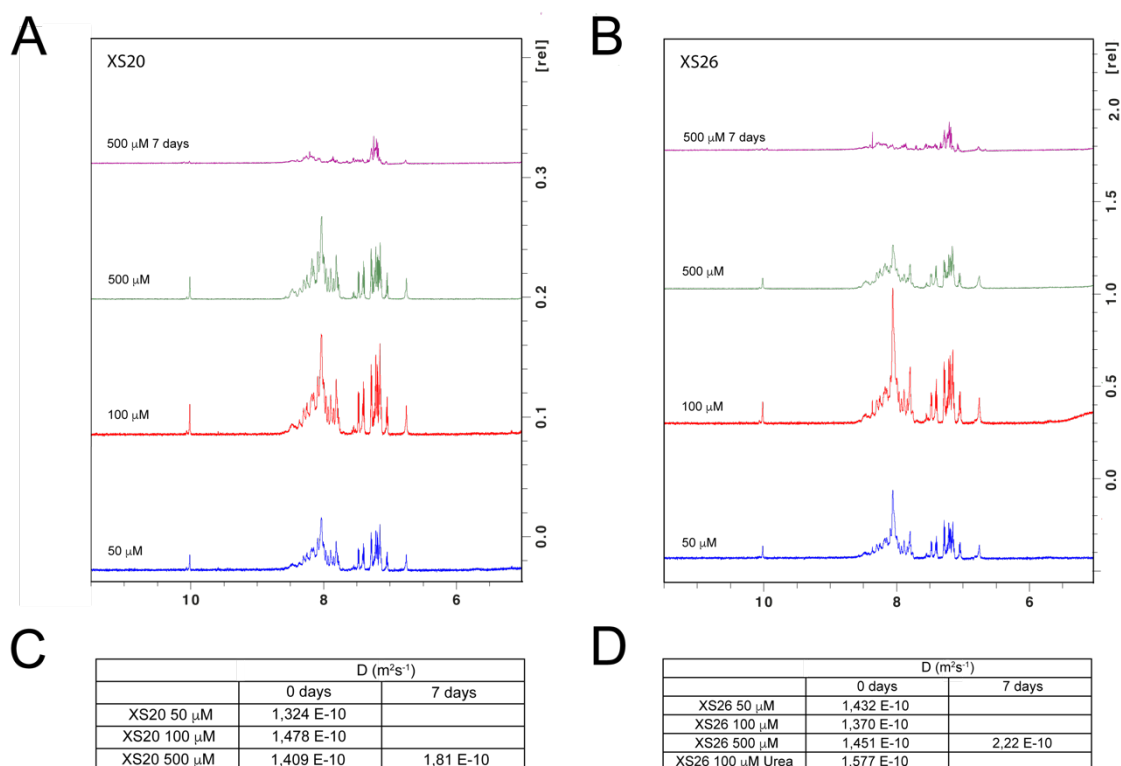 A
XS20
[rel]
500 μM 7 days
0.3
500 μM
0.2
100 μM
0.1
50 μM
0.0
10 8 6
B
XS26
[rel]
2.0
500 μM 7 days
1.5
500 μM
1.0
100 μM
0.5
0.0
50 μM
10 8 6
C
D (m²s⁻¹)
0 days 7 days
XS20 50 μM 1,324 E-10
XS20 100 μM 1,478 E-10
XS20 500 μM 1,409 E-10 1,81 E-10
D
D (m²s⁻¹)
0 days 7 days
XS26 50 μM 1,432 E-10
XS26 100 μM 1,370 E-10
XS26 500 μM 1,451 E-10 2,22 E-10
XS26 100 μM Urea 1,577 E-10